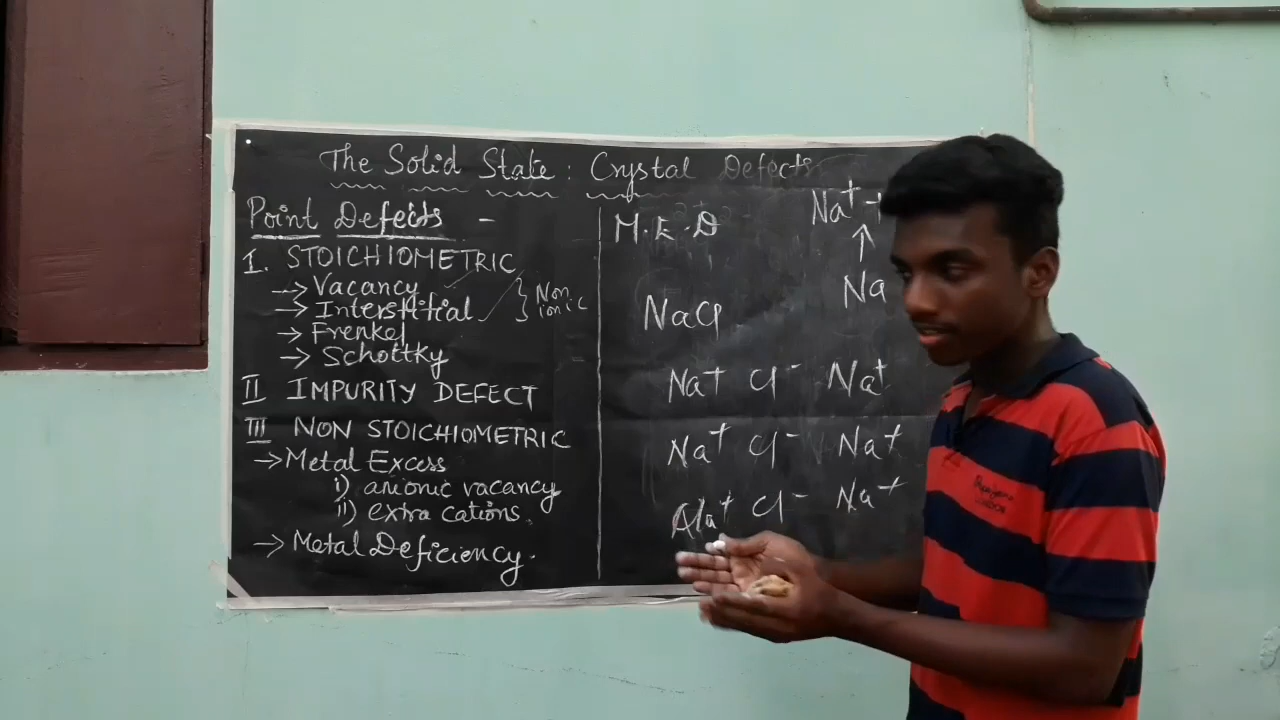 The Solid State : Crystal Defects
Point Defects -
I. STOICHIOMETRIC
→ Vacancy
→ Interstitial
→ Frenkel
→ Schottky
} Non
ionic
II IMPURITY DEFECT
III NON STOICHIOMETRIC
→ Metal Excess
i) anionic vacancy
ii) extra cations.
→ Metal Deficiency.
M.E.D
Na⁺
↑
Na
NaCl
Na⁺ Cl⁻ Na⁺
Na⁺ Cl⁻ Na⁺
Na⁺ Cl⁻ Na⁺
LONDON